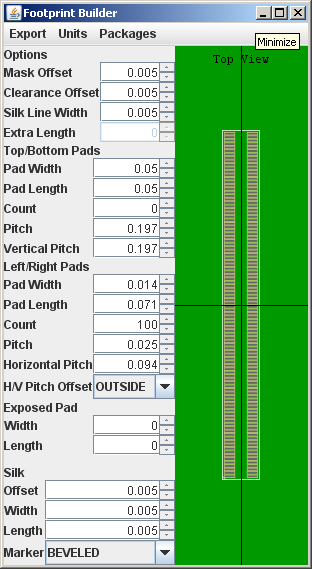 Footprint Builder
Export Units Packages
Minimize
Options
Top View
Mask Offset 0.005
Clearance Offset 0.005
Silk Line Width 0.005
Extra Length 0
Top/Bottom Pads
Pad Width 0.05
Pad Length 0.05
Count 0
Pitch 0.197
Vertical Pitch 0.197
Left/Right Pads
Pad Width 0.014
Pad Length 0.071
Count 100
Pitch 0.025
Horizontal Pitch 0.094
H/V Pitch Offset OUTSIDE
Exposed Pad
Width 0
Length 0
Silk
Offset 0.005
Width 0.005
Length 0.005
Marker BEVELED